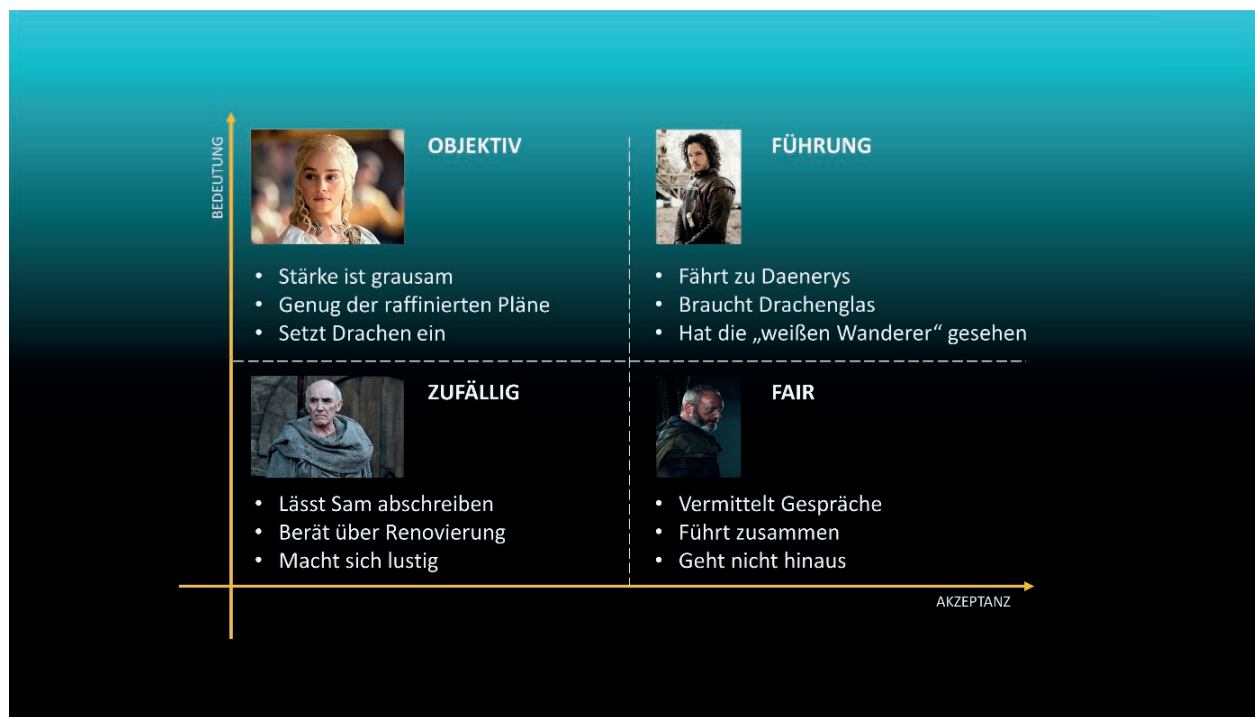 BEDEUTUNG
OBJEKTIV
• Stärke ist grausam
• Genug der raffinierten Pläne
• Setzt Drachen ein
FÜHRUNG
• Fährt zu Daenerys
• Braucht Drachenglas
• Hat die „weißen Wanderer“ gesehen
ZUFÄLLIG
• Lässt Sam abschreiben
• Berät über Renovierung
• Macht sich lustig
FAIR
• Vermittelt Gespräche
• Führt zusammen
• Geht nicht hinaus
AKZEPTANZ